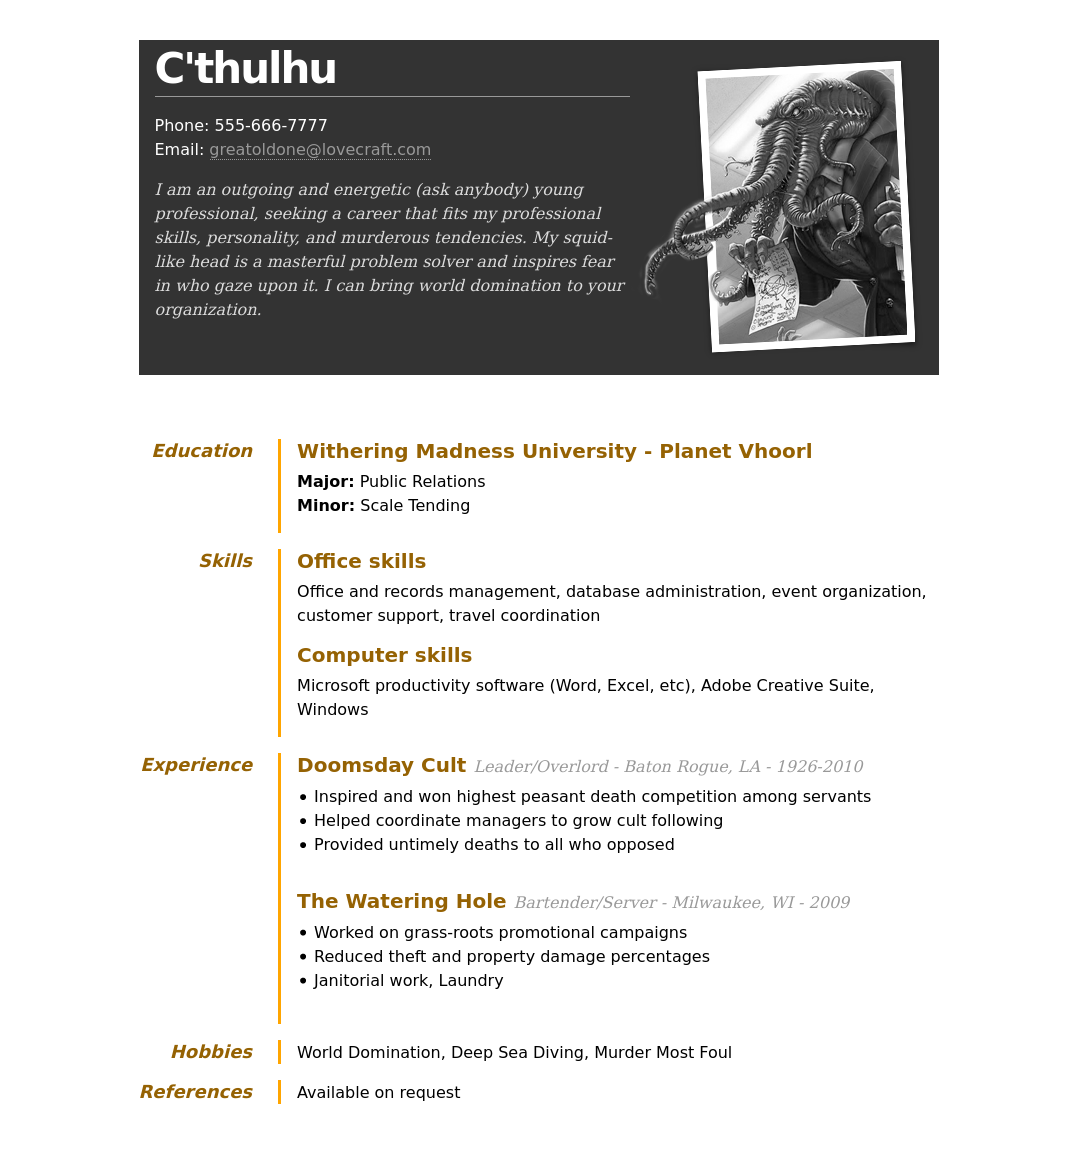 C'thulhu
Phone: 555-666-7777
Email: greatoldone@lovecraft.com
I am an outgoing and energetic (ask anybody) young
professional, seeking a career that fits my professional
skills, personality, and murderous tendencies. My squid-
like head is a masterful problem solver and inspires fear
in who gaze upon it. I can bring world domination to your
organization.
Education
Withering Madness University - Planet Vhoorl
Major: Public Relations
Minor: Scale Tending
Skills
Office skills
Office and records management, database administration, event organization,
customer support, travel coordination
Computer skills
Microsoft productivity software (Word, Excel, etc), Adobe Creative Suite,
Windows
Experience
Doomsday Cult Leader/Overlord - Baton Rogue, LA - 1926-2010
• Inspired and won highest peasant death competition among servants
• Helped coordinate managers to grow cult following
• Provided untimely deaths to all who opposed
The Watering Hole Bartender/Server - Milwaukee, WI - 2009
• Worked on grass-roots promotional campaigns
• Reduced theft and property damage percentages
• Janitorial work, Laundry
Hobbies
World Domination, Deep Sea Diving, Murder Most Foul
References
Available on request